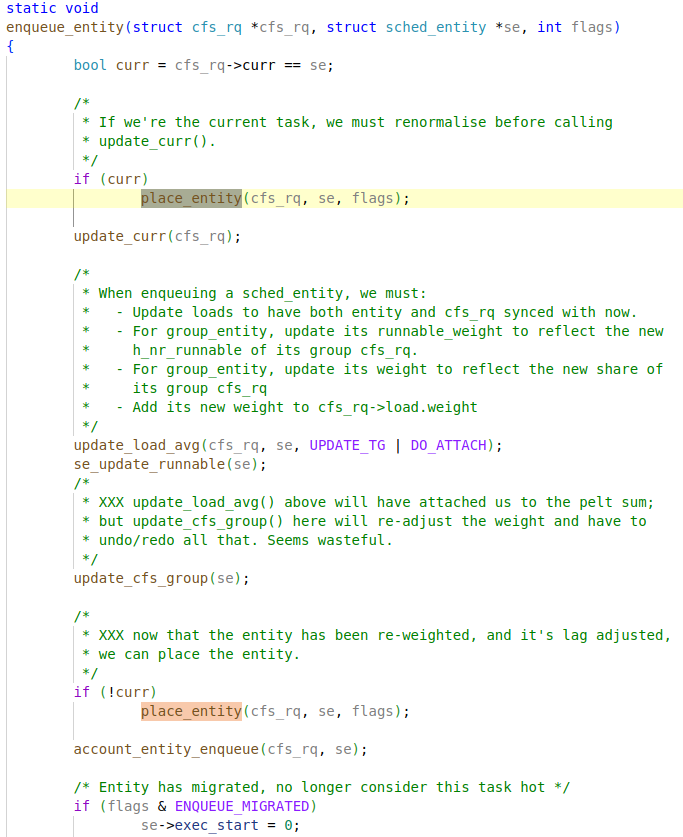 static void
enqueue_entity(struct cfs_rq *cfs_rq, struct sched_entity *se, int flags)
{
bool curr = cfs_rq->curr == se;
/*
* If we're the current task, we must renormalise before calling
* update_curr().
*/
if (curr)
place_entity(cfs_rq, se, flags);
update_curr(cfs_rq);
/*
* When enqueuing a sched_entity, we must:
*   - Update loads to have both entity and cfs_rq synced with now.
*   - For group_entity, update its runnable_weight to reflect the new
*     h_nr_runnable of its group cfs_rq.
*   - For group_entity, update its weight to reflect the new share of
*     its group cfs_rq
*   - Add its new weight to cfs_rq->load.weight
*/
update_load_avg(cfs_rq, se, UPDATE_TG | DO_ATTACH);
se_update_runnable(se);
/*
* XXX update_load_avg() above will have attached us to the pelt sum;
* but update_cfs_group() here will re-adjust the weight and have to
* undo/redo all that. Seems wasteful.
*/
update_cfs_group(se);
/*
* XXX now that the entity has been re-weighted, and it's lag adjusted,
* we can place the entity.
*/
if (!curr)
place_entity(cfs_rq, se, flags);
account_entity_enqueue(cfs_rq, se);
/* Entity has migrated, no longer consider this task hot */
if (flags & ENQUEUE_MIGRATED)
se->exec_start = 0;